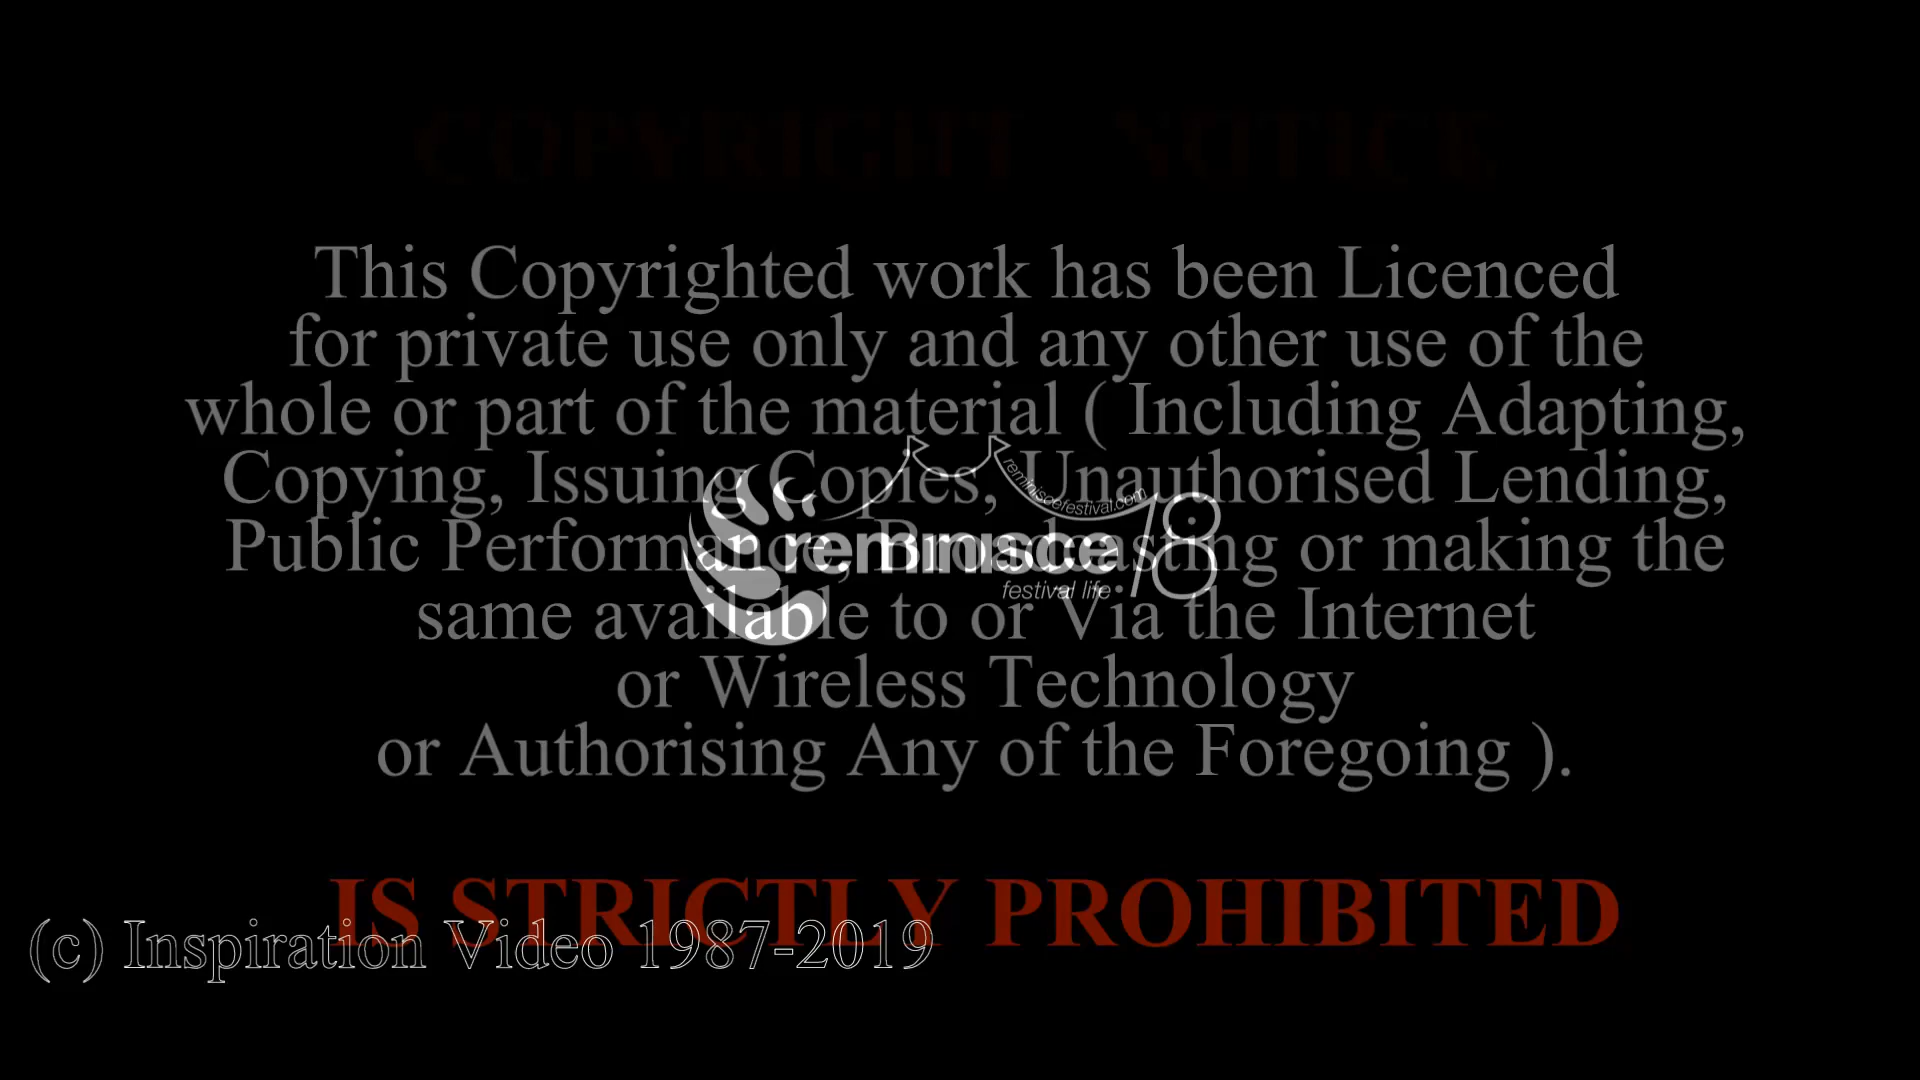 COPYRIGHT NOTICE
This Copyrighted work has been Licenced
for private use only and any other use of the
whole or part of the material ( Including Adapting,
Copying, Issuing Copies, Unauthorised Lending,
reminiscefestival.com
18
Public Performance, Broadcasting or making the
reminisce
festival life
same available to or Via the Internet
or Wireless Technology
or Authorising Any of the Foregoing ).
IS STRICTLY PROHIBITED
(c) Inspiration Video 1987-2019